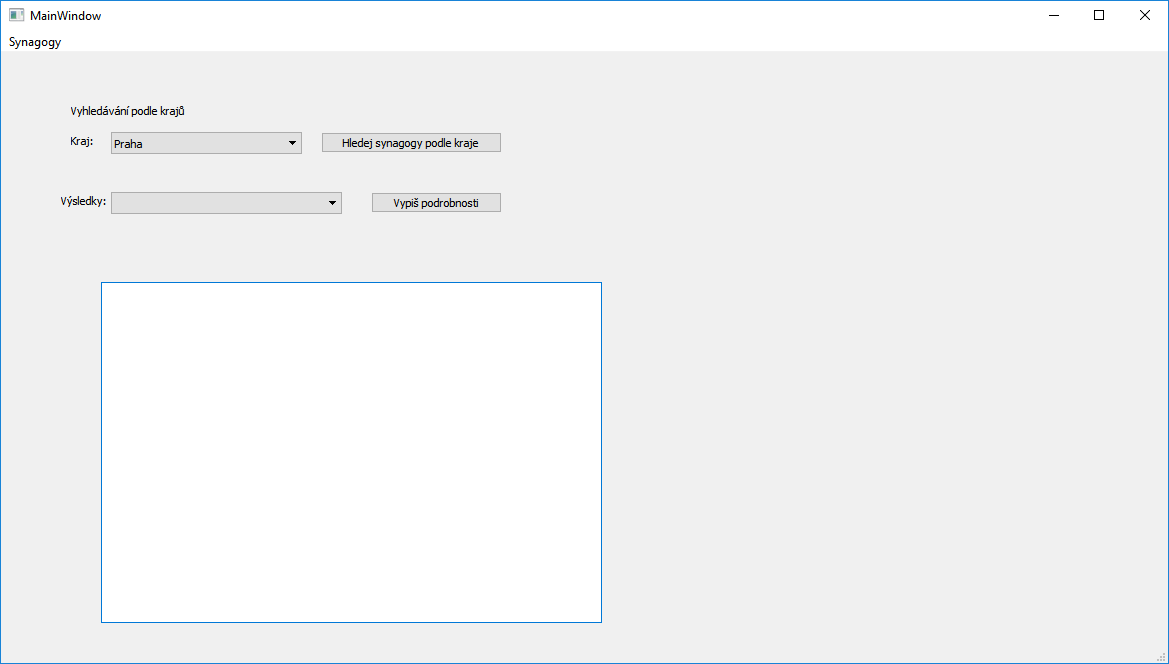 MainWindow
Synagogy
Vyhledávání podle krajů
Kraj: Praha Hledej synagogy podle kraje
Výsledky: Vypiš podrobnosti